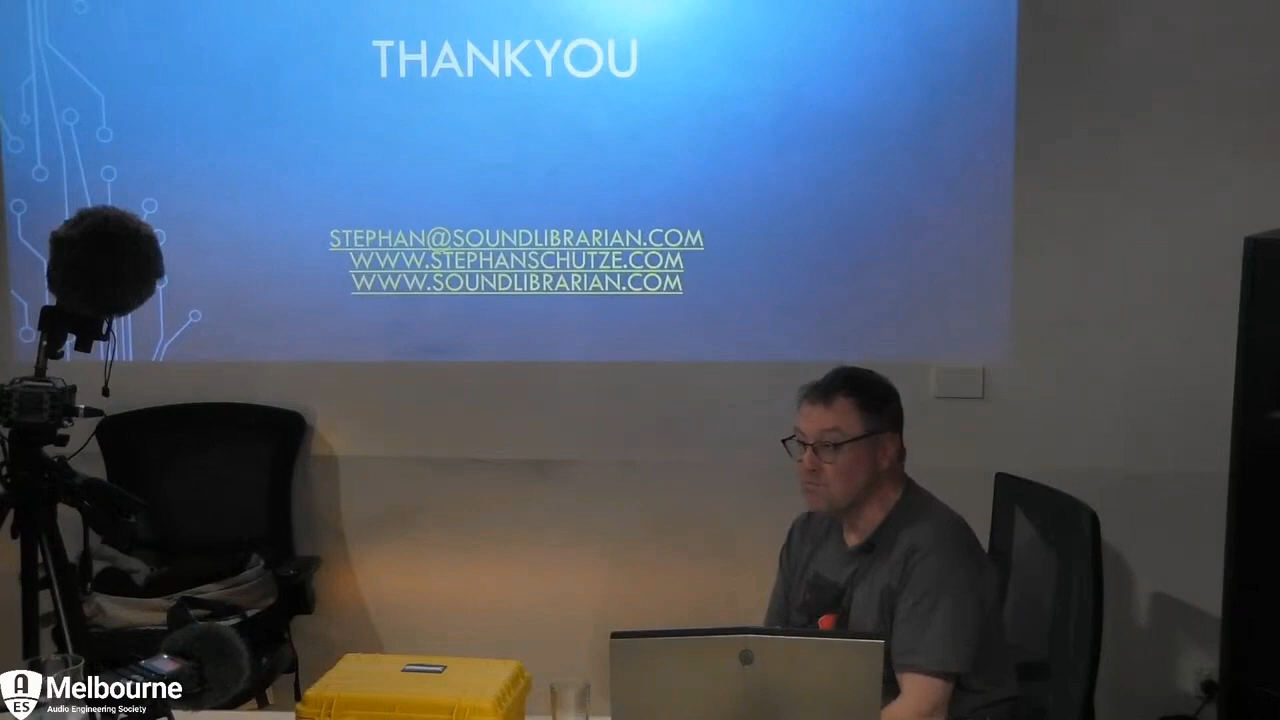 THANKYOU
STEPHAN@SOUNDLIBRARIAN.COM
WWW.STEPHANSCHUTZE.COM
WWW.SOUNDLIBRARIAN.COM
AES
Melbourne
Audio Engineering Society